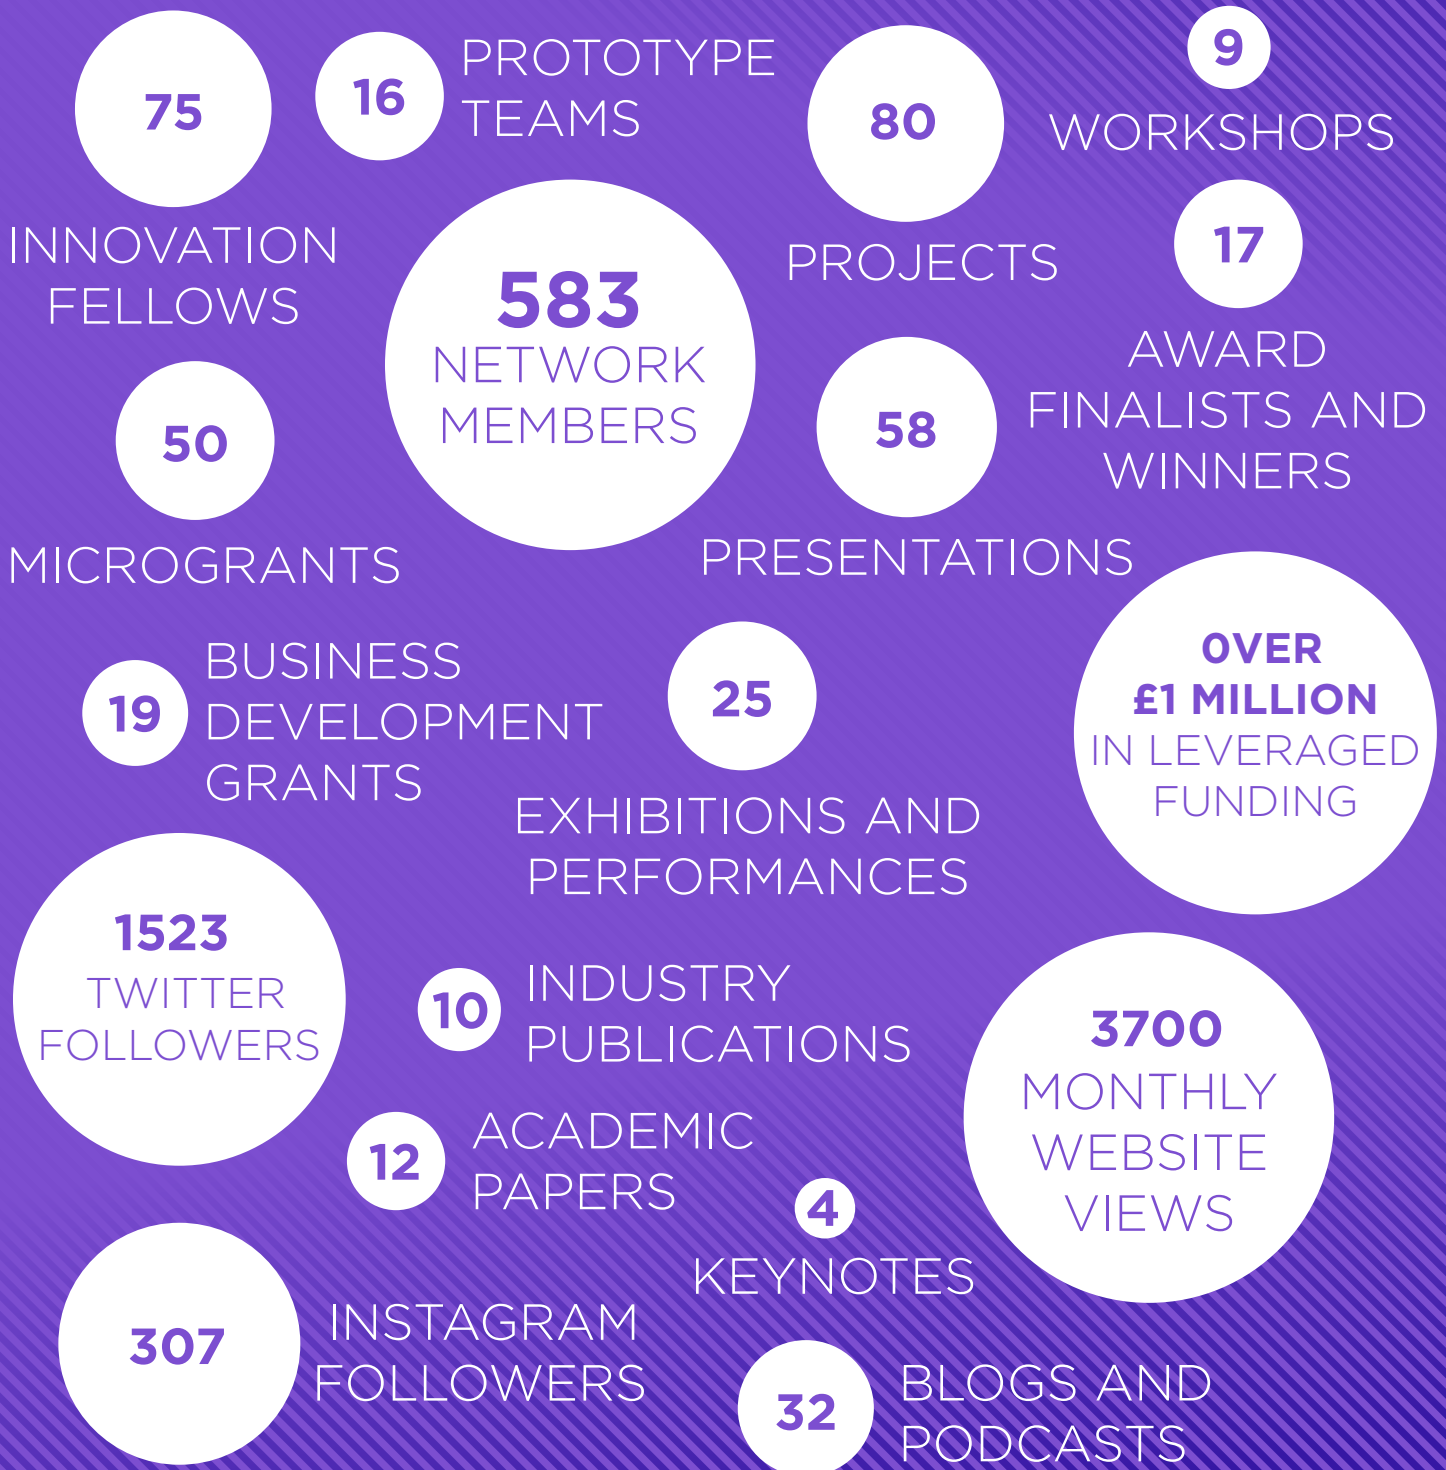 75
INNOVATION
FELLOWS
16
PROTOTYPE
TEAMS
80
PROJECTS
9
WORKSHOPS
583
NETWORK
MEMBERS
17
AWARD
FINALISTS AND
WINNERS
50
MICROGRANTS
58
PRESENTATIONS
19
BUSINESS
DEVELOPMENT
GRANTS
25
EXHIBITIONS AND
PERFORMANCES
OVER
£1 MILLION
IN LEVERAGED
FUNDING
1523
TWITTER
FOLLOWERS
10
INDUSTRY
PUBLICATIONS
3700
MONTHLY
WEBSITE
VIEWS
12
ACADEMIC
PAPERS
4
KEYNOTES
307
INSTAGRAM
FOLLOWERS
32
BLOGS AND
PODCASTS